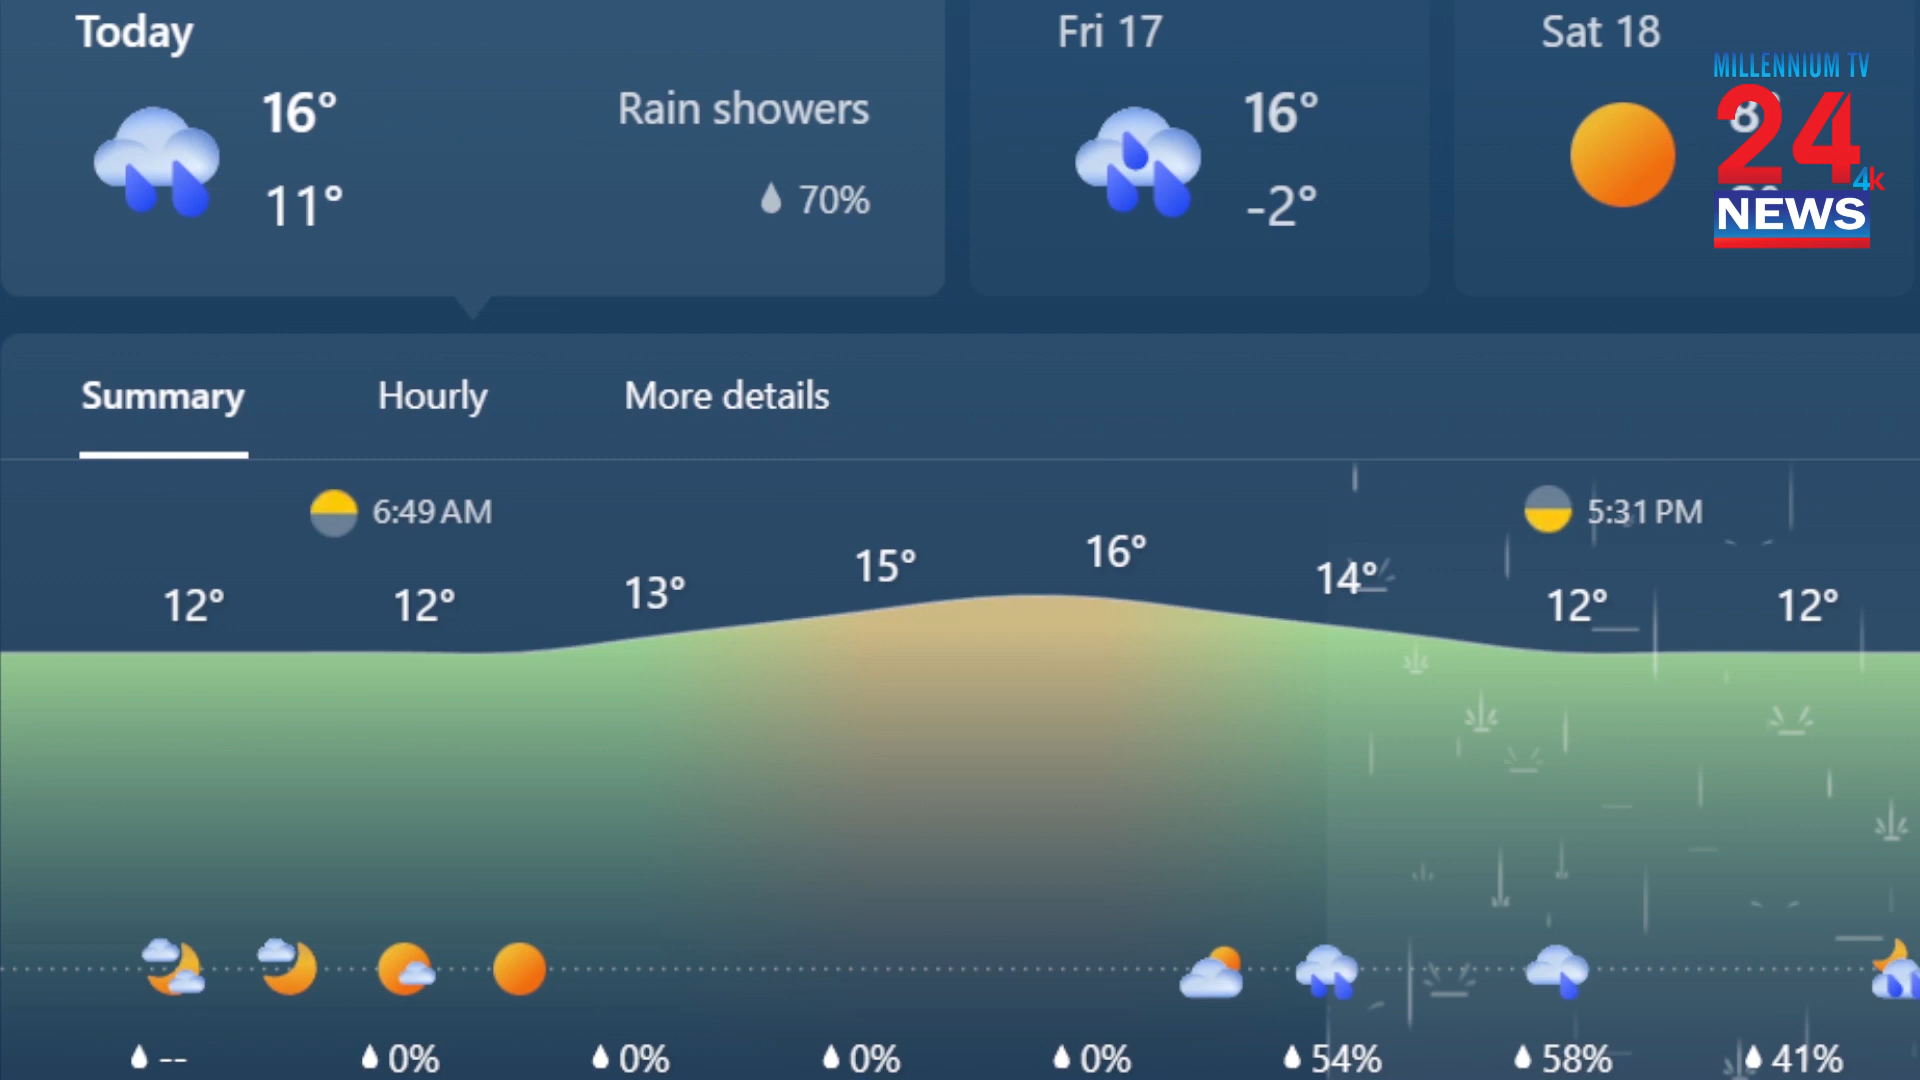 Today
16°
11°
Rain showers
70%
Fri 17
16°
-2°
Sat 18
8°
MILLENNIUM TV
24
4k
NEWS
Summary
Hourly
More details
6:49 AM
5:31 PM
12°
12°
13°
15°
16°
14°
12°
12°
--
0%
0%
0%
0%
54%
58%
41%